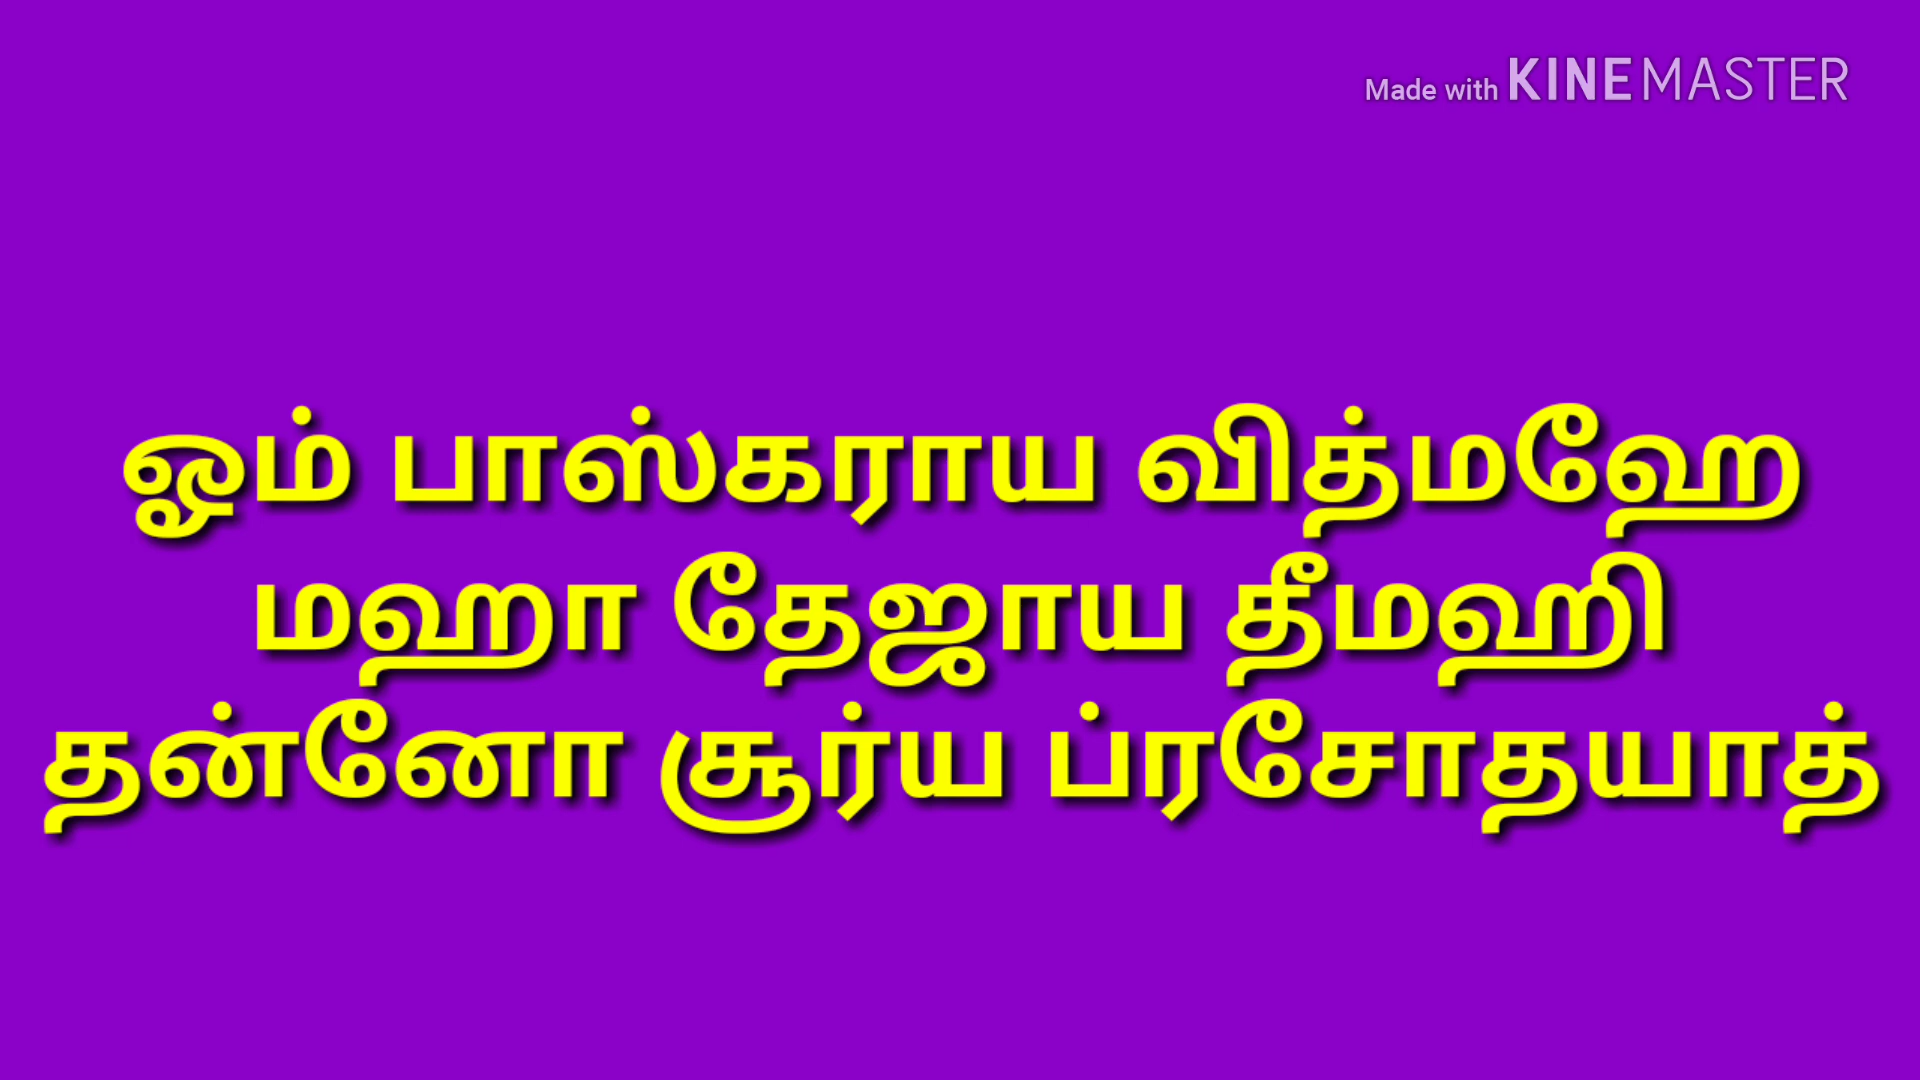 Made with KINEMASTER
ஓம் பாஸ்கராய வித்மஹே
மஹா தேஜாய தீமஹி
தன்னோ சூர்ய ப்ரசோதயாத்